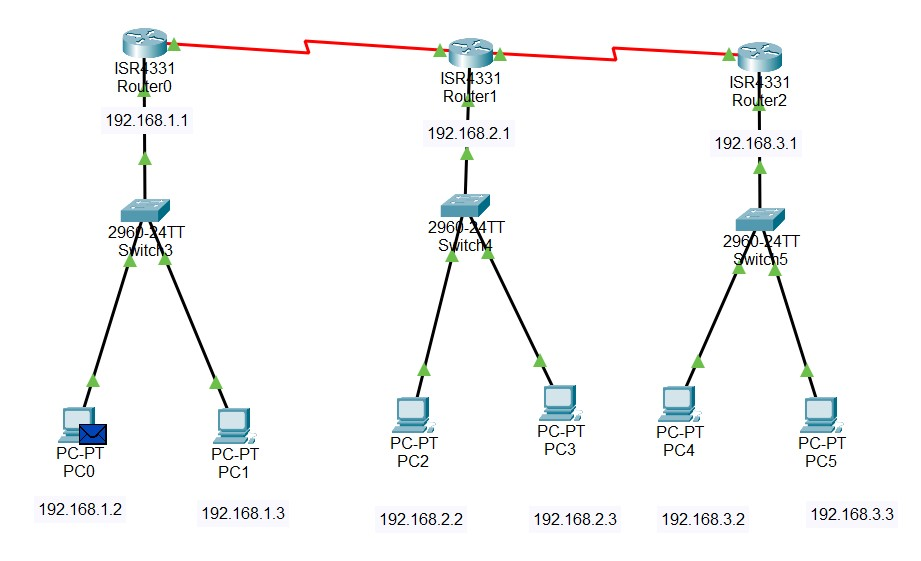 ISR4331
Router0
192.168.1.1
2960-24TT
Switch3
PC-PT
PC0
192.168.1.2
PC-PT
PC1
192.168.1.3
ISR4331
Router1
192.168.2.1
2960-24TT
Switch4
PC-PT
PC2
192.168.2.2
PC-PT
PC3
192.168.2.3
ISR4331
Router2
192.168.3.1
2960-24TT
Switch5
PC-PT
PC4
192.168.3.2
PC-PT
PC5
192.168.3.3